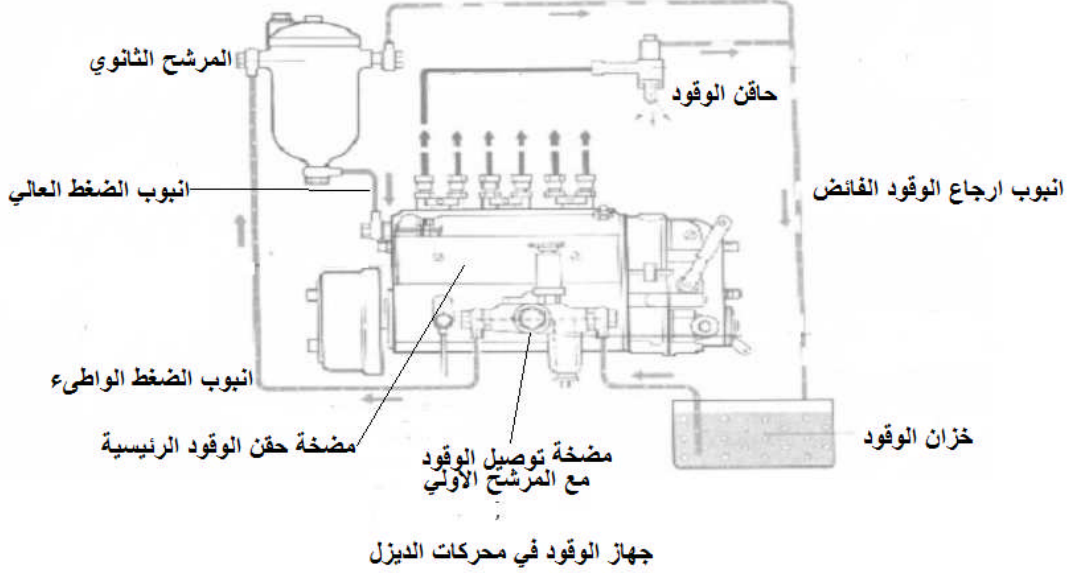 المرشح الثانوي
حاقن الوقود
انبوب الضغط العالي
انبوب ارجاع الوقود الفائض
انبوب الضغط الواطىء
مضخة حقن الوقود الرئيسية
مضخة توصيل الوقود
مع المرشح الأولي
خزان الوقود
جهاز الوقود في محركات الديزل